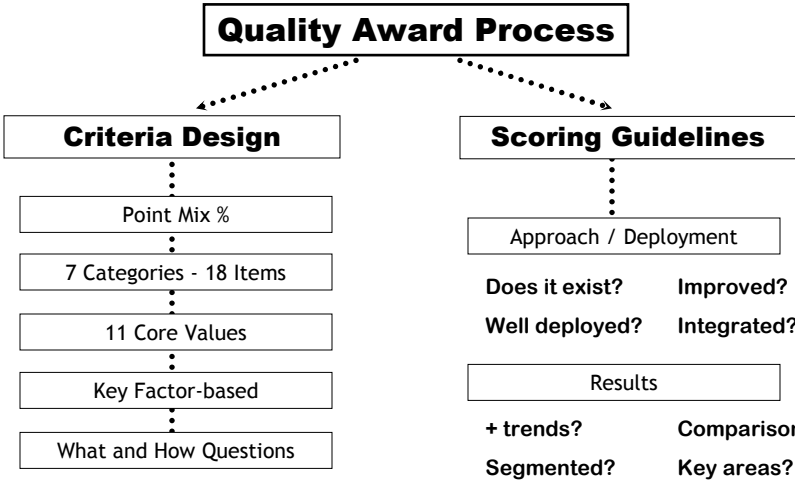 Quality Award Process
Criteria Design
Point Mix %
7 Categories - 18 Items
11 Core Values
Key Factor-based
What and How Questions
Scoring Guidelines
Approach / Deployment
Does it exist? Improved?
Well deployed? Integrated?
Results
+ trends? Comparison
Segmented? Key areas?